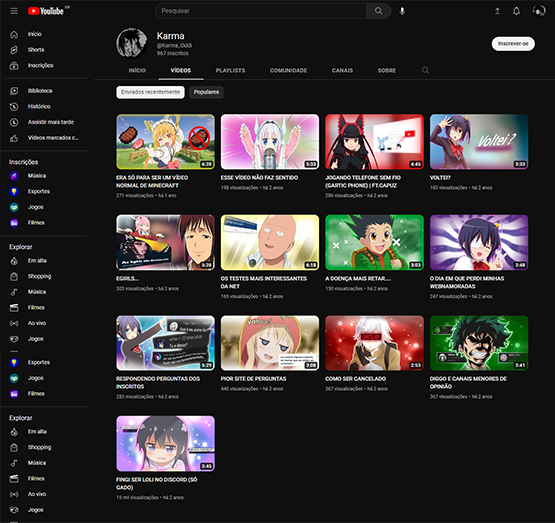 YouTube BR
Pesquisar
Início
Shorts
Inscrições
Biblioteca
Histórico
Assistir mais tarde
Vídeos marcados c...
Inscrições
Música
Esportes
Jogos
Filmes
Explorar
Em alta
Shopping
Música
Filmes
Ao vivo
Jogos
Esportes
Jogos
Filmes
Explorar
Em alta
Shopping
Música
Filmes
Ao vivo
Jogos
Karma
@Karma_Oddi
967 inscritos
Inscrever-se
INÍCIO
VÍDEOS
PLAYLISTS
COMUNIDADE
CANAIS
SOBRE
Enviados recentemente
Populares
6:28
ERA SÓ PARA SER UM VÍDEO
NORMAL DE MINECRAFT
271 visualizações • há 1 ano
5:33
ESSE VÍDEO NÃO FAZ SENTIDO
198 visualizações • há 2 anos
4:45
JOGANDO TELEFONE SEM FIO
(GARTIC PHONE) | FT.CAPUZ
206 visualizações • há 2 anos
Voltei?
3:33
VOLTEI?
183 visualizações • há 2 anos
5:28
EGIRLS...
303 visualizações • há 2 anos
6:18
OS TESTES MAIS INTERESSANTES
DA NET
165 visualizações • há 2 anos
3:03
A DOENÇA MAIS RETAR....
150 visualizações • há 2 anos
3:48
O DIA EM QUE PERDI MINHAS
WEBNAMORADAS
247 visualizações • há 2 anos
5:29
RESPONDENDO PERGUNTAS DOS
INSCRITOS
283 visualizações • há 2 anos
yahoo!
3:08
PIOR SITE DE PERGUNTAS
448 visualizações • há 2 anos
2:53
COMO SER CANCELADO
367 visualizações • há 2 anos
3:41
DIGGO E CANAIS MENORES DE
OPINIÃO
367 visualizações • há 2 anos
3:45
FINGI SER LOLI NO DISCORD (SÓ
GADO)
15 mil visualizações • há 2 anos